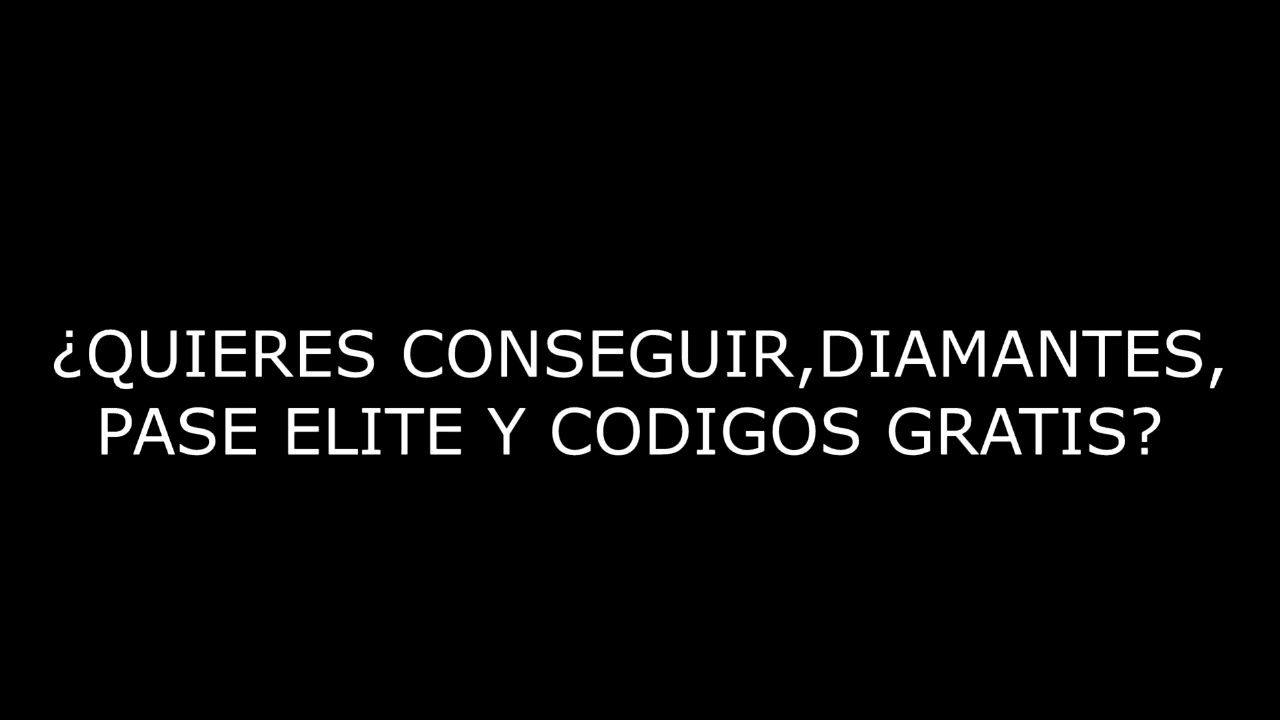 ¿QUIERES CONSEGUIR,DIAMANTES,
PASE ELITE Y CODIGOS GRATIS?